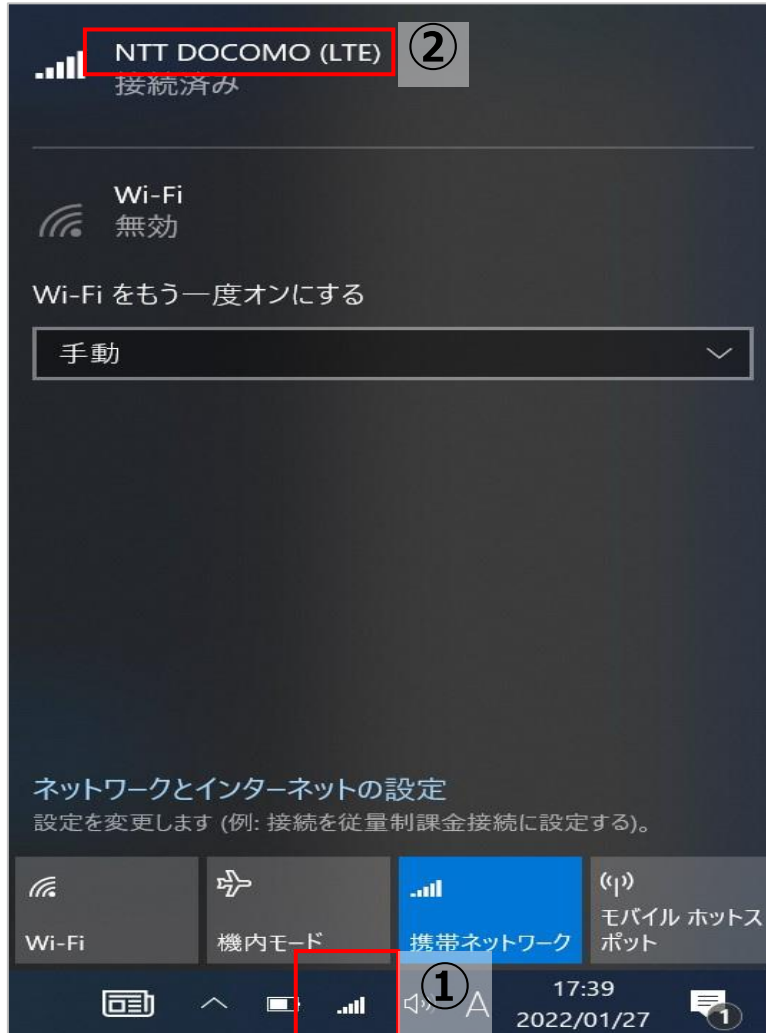 NTT DOCOMO (LTE)
②
接続済み
Wi-Fi
無効
Wi-Fi をもう一度オンにする
手動
ネットワークとインターネットの設定
設定を変更します (例: 接続を従量制課金接続に設定する)。
Wi-Fi
機内モード
携帯ネットワーク
モバイル ホットス
ポット
①
A
17:39
2022/01/27
1